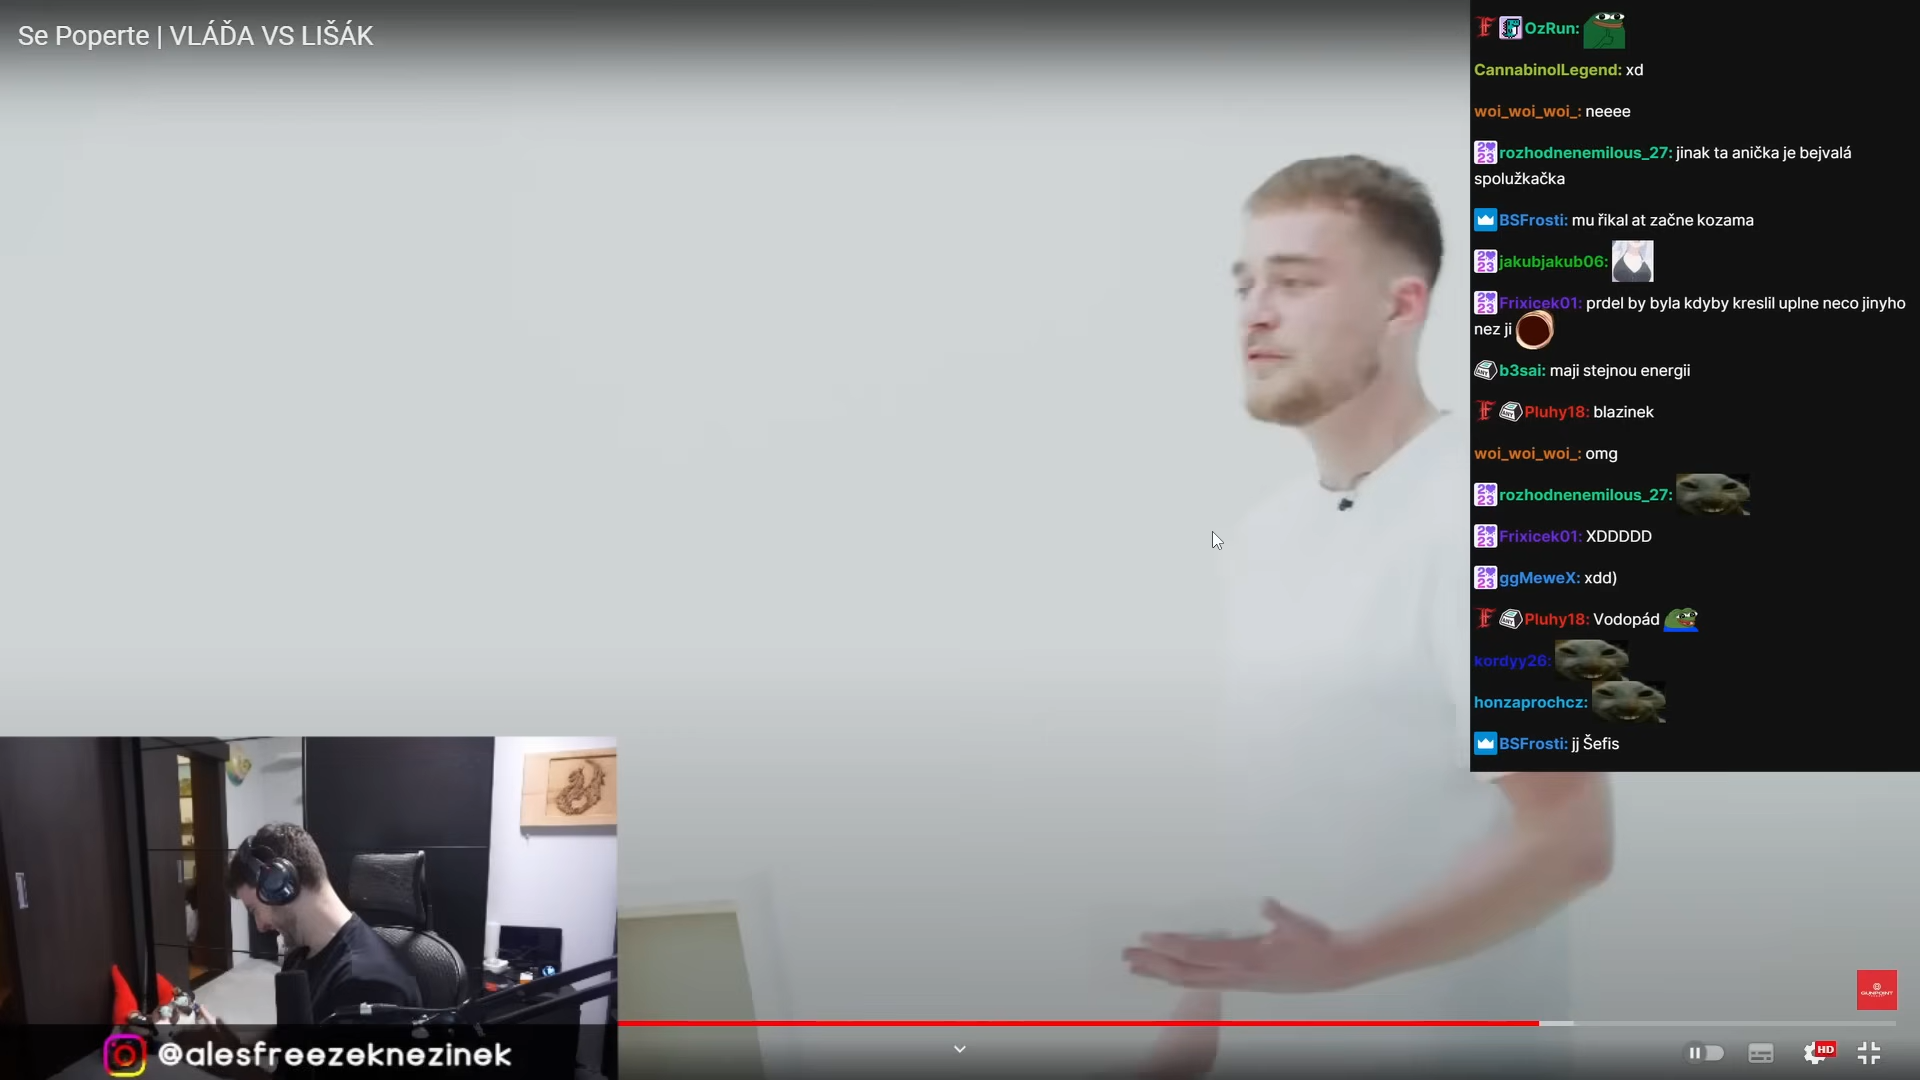 Se Poperte | VLÁĎA VS LIŠÁK
OzRun:
CannabinolLegend: xd
woi_woi_woi_: neeee
rozhodnenemilous_27: jinak ta anička je bejvalá
spolužkačka
BSFrosti: mu řikal at začne kozama
jakubjakub06:
Frixicek01: prdel by byla kdyby kreslil uplne neco jinyho
nez ji
b3sai: maji stejnou energii
Pluhy18: blazinek
woi_woi_woi_: omg
rozhodnenemilous_27:
Frixicek01: XDDDDD
ggMeweX: xdd)
Pluhy18: Vodopád
kordyy26:
honzaprochcz:
BSFrosti: jj Šefis
GUNPOINT
@alesfreezeknezinek
HD